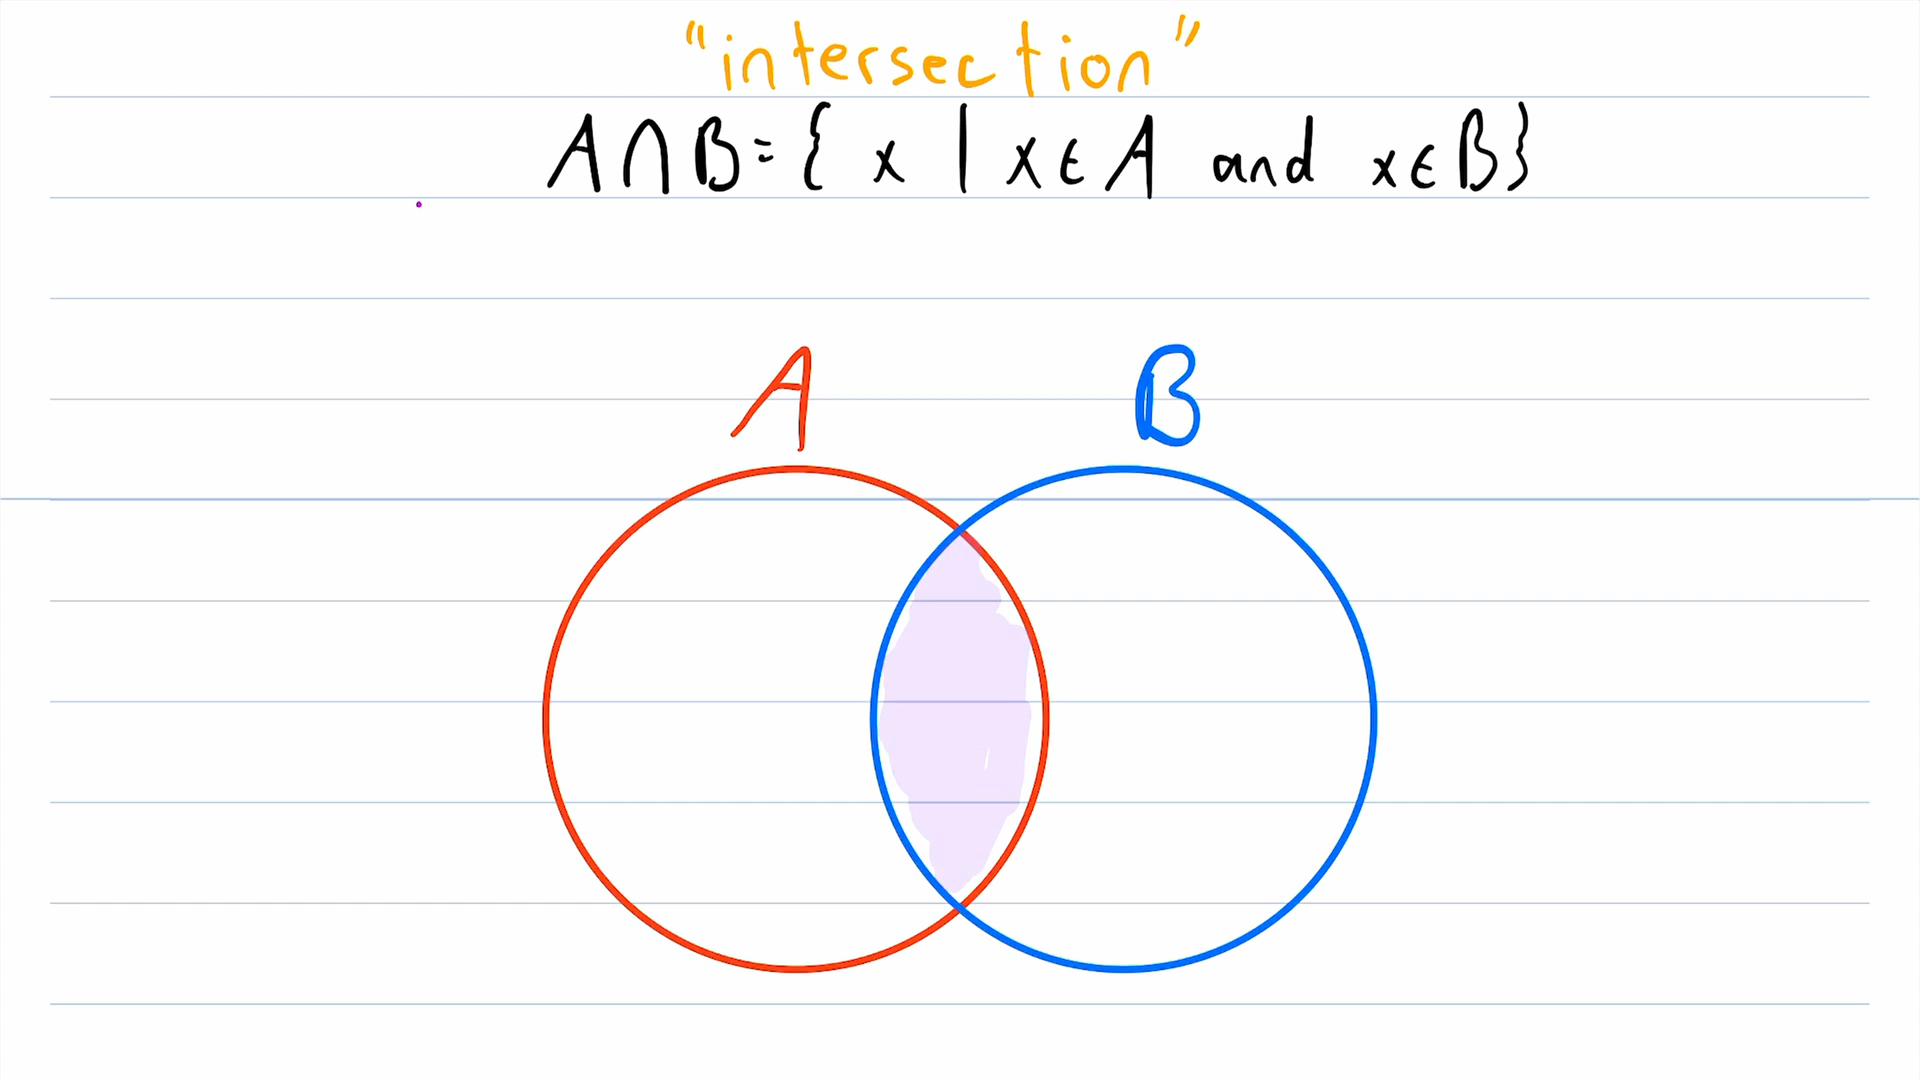 "intersection"
A∩B={ x | x∈A and x∈B}
A
B